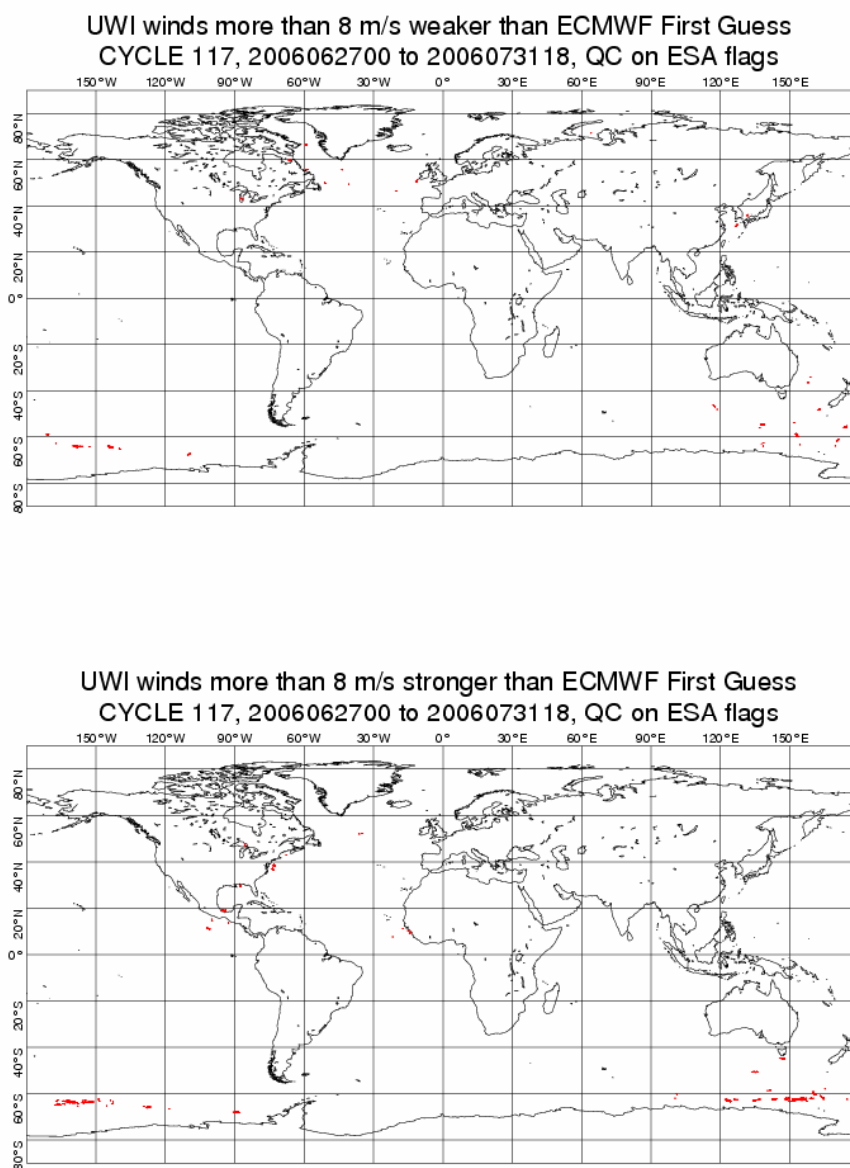 UWI winds more than 8 m/s weaker than ECMWF First Guess
CYCLE 117, 2006062700 to 2006073118, QC on ESA flags
150°W 120°W 90°W 60°W 30°W 0° 30°E 60°E 90°E 120°E 150°E
80°N
60°N
40°N
20°N
0°
20°S
40°S
60°S
80°S
UWI winds more than 8 m/s stronger than ECMWF First Guess
CYCLE 117, 2006062700 to 2006073118, QC on ESA flags
150°W 120°W 90°W 60°W 30°W 0° 30°E 60°E 90°E 120°E 150°E
80°N
60°N
40°N
20°N
0°
20°S
40°S
60°S
80°S